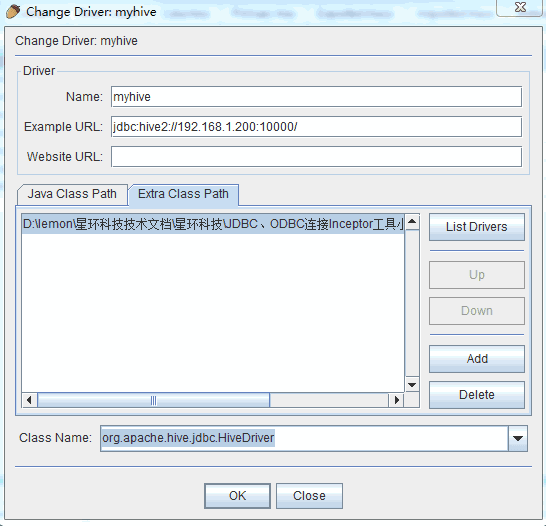 Change Driver: myhive
Change Driver: myhive
Driver
Name: myhive
Example URL: jdbc:hive2://192.168.1.200:10000/
Website URL:
Java Class Path
Extra Class Path
D:\lemon\星环科技技术文档\星环科技\JDBC、ODBC连接Inceptor工具小
List Drivers
Up
Down
Add
Delete
Class Name: org.apache.hive.jdbc.HiveDriver
OK
Close